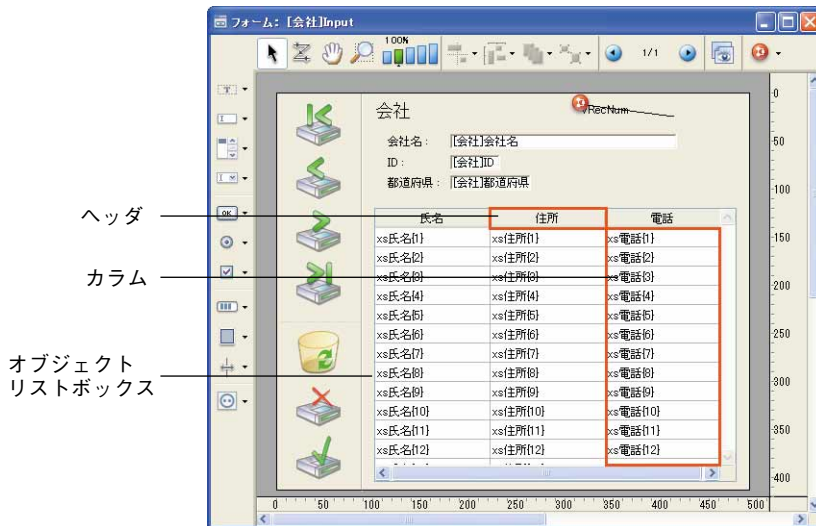 フォーム: [会社]Input
100%
1/1
会社
vRecNum
会社名: [会社]会社名
ID: [会社]ID
都道府県: [会社]都道府県
ヘッダ
カラム
オブジェクト
リストボックス
OK
氏名 住所 電話
xs氏名{1} xs住所{1} xs電話{1}
xs氏名{2} xs住所{2} xs電話{2}
xs氏名{3} xs住所{3} xs電話{3}
xs氏名{4} xs住所{4} xs電話{4}
xs氏名{5} xs住所{5} xs電話{5}
xs氏名{6} xs住所{6} xs電話{6}
xs氏名{7} xs住所{7} xs電話{7}
xs氏名{8} xs住所{8} xs電話{8}
xs氏名{9} xs住所{9} xs電話{9}
xs氏名{10} xs住所{10} xs電話{10}
xs氏名{11} xs住所{11} xs電話{11}
xs氏名{12} xs住所{12} xs電話{12}
0
50
100
150
200
250
300
350
400
0 50 100 150 200 250 300 350 400 450 500